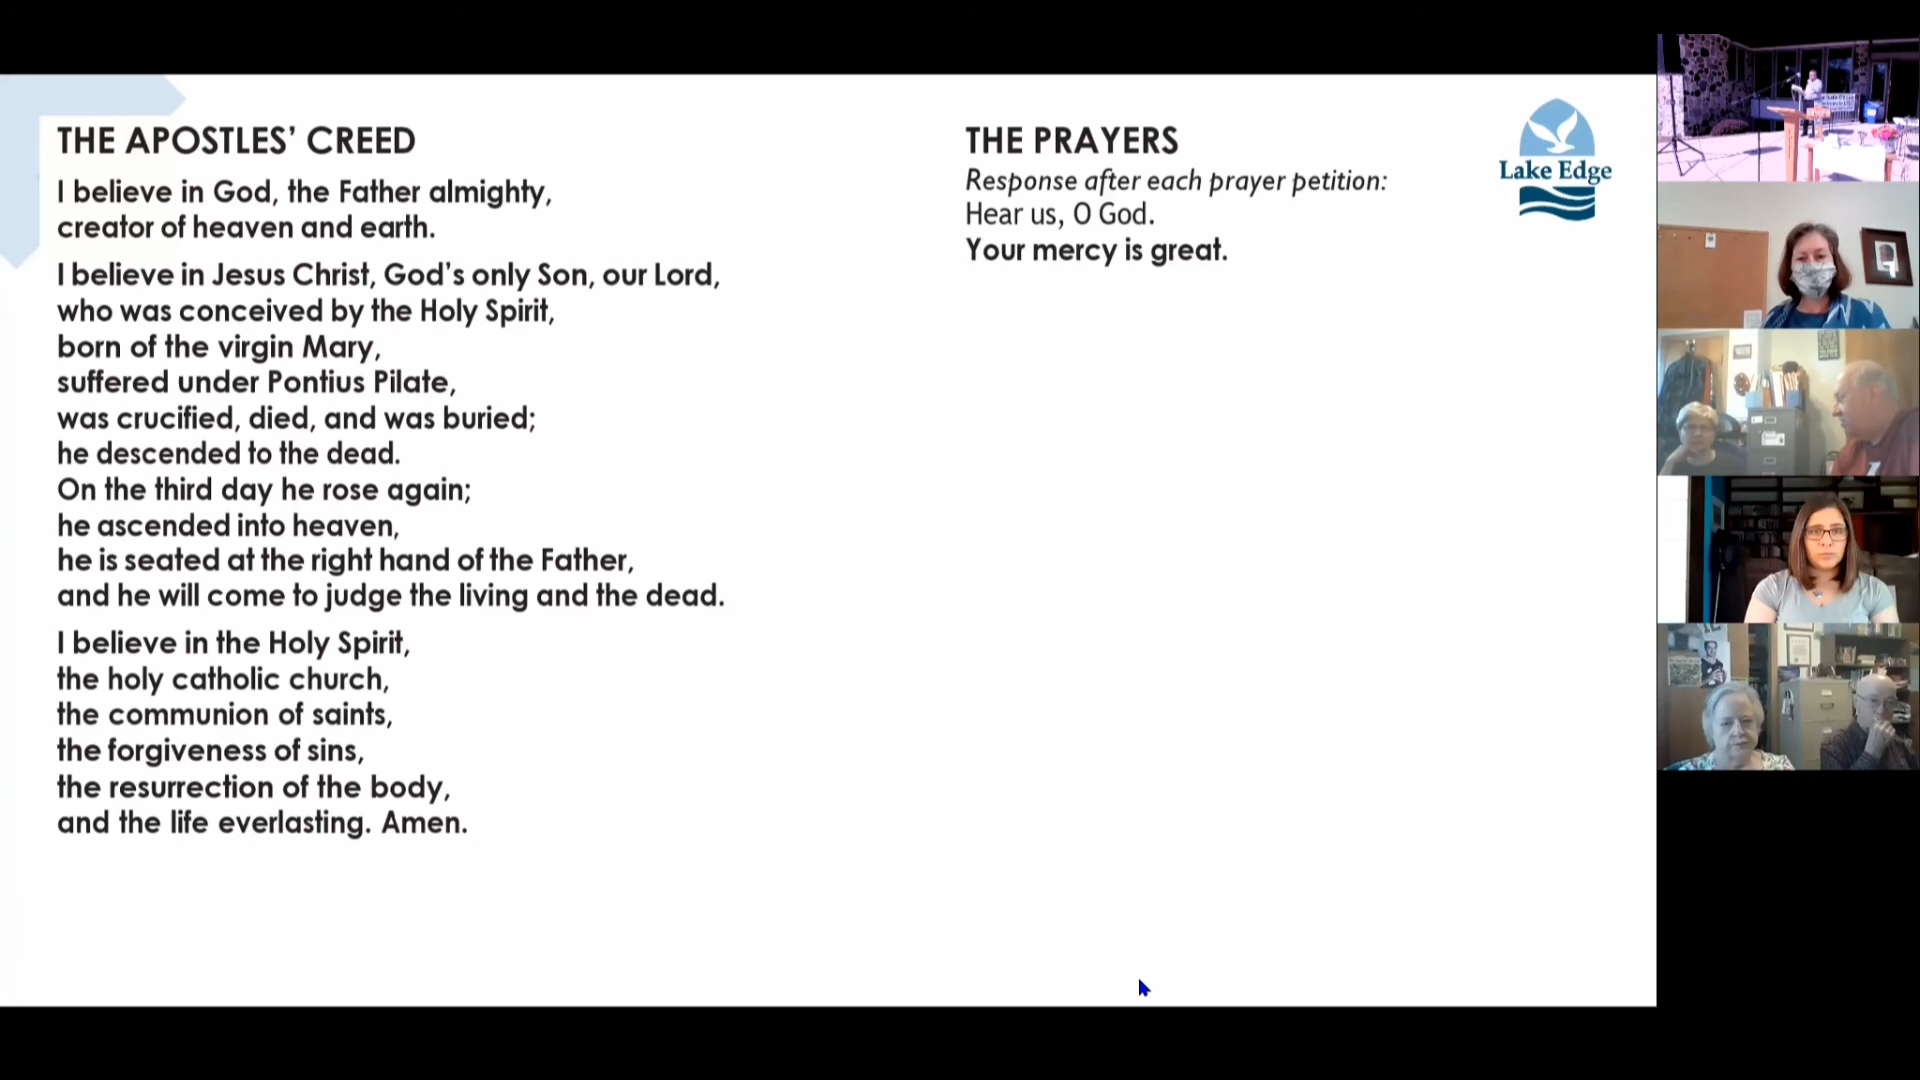 THE APOSTLES’ CREED
I believe in God, the Father almighty,
creator of heaven and earth.
I believe in Jesus Christ, God’s only Son, our Lord,
who was conceived by the Holy Spirit,
born of the virgin Mary,
suffered under Pontius Pilate,
was crucified, died, and was buried;
he descended to the dead.
On the third day he rose again;
he ascended into heaven,
he is seated at the right hand of the Father,
and he will come to judge the living and the dead.
I believe in the Holy Spirit,
the holy catholic church,
the communion of saints,
the forgiveness of sins,
the resurrection of the body,
and the life everlasting. Amen.
THE PRAYERS
Response after each prayer petition:
Hear us, O God.
Your mercy is great.
Lake Edge